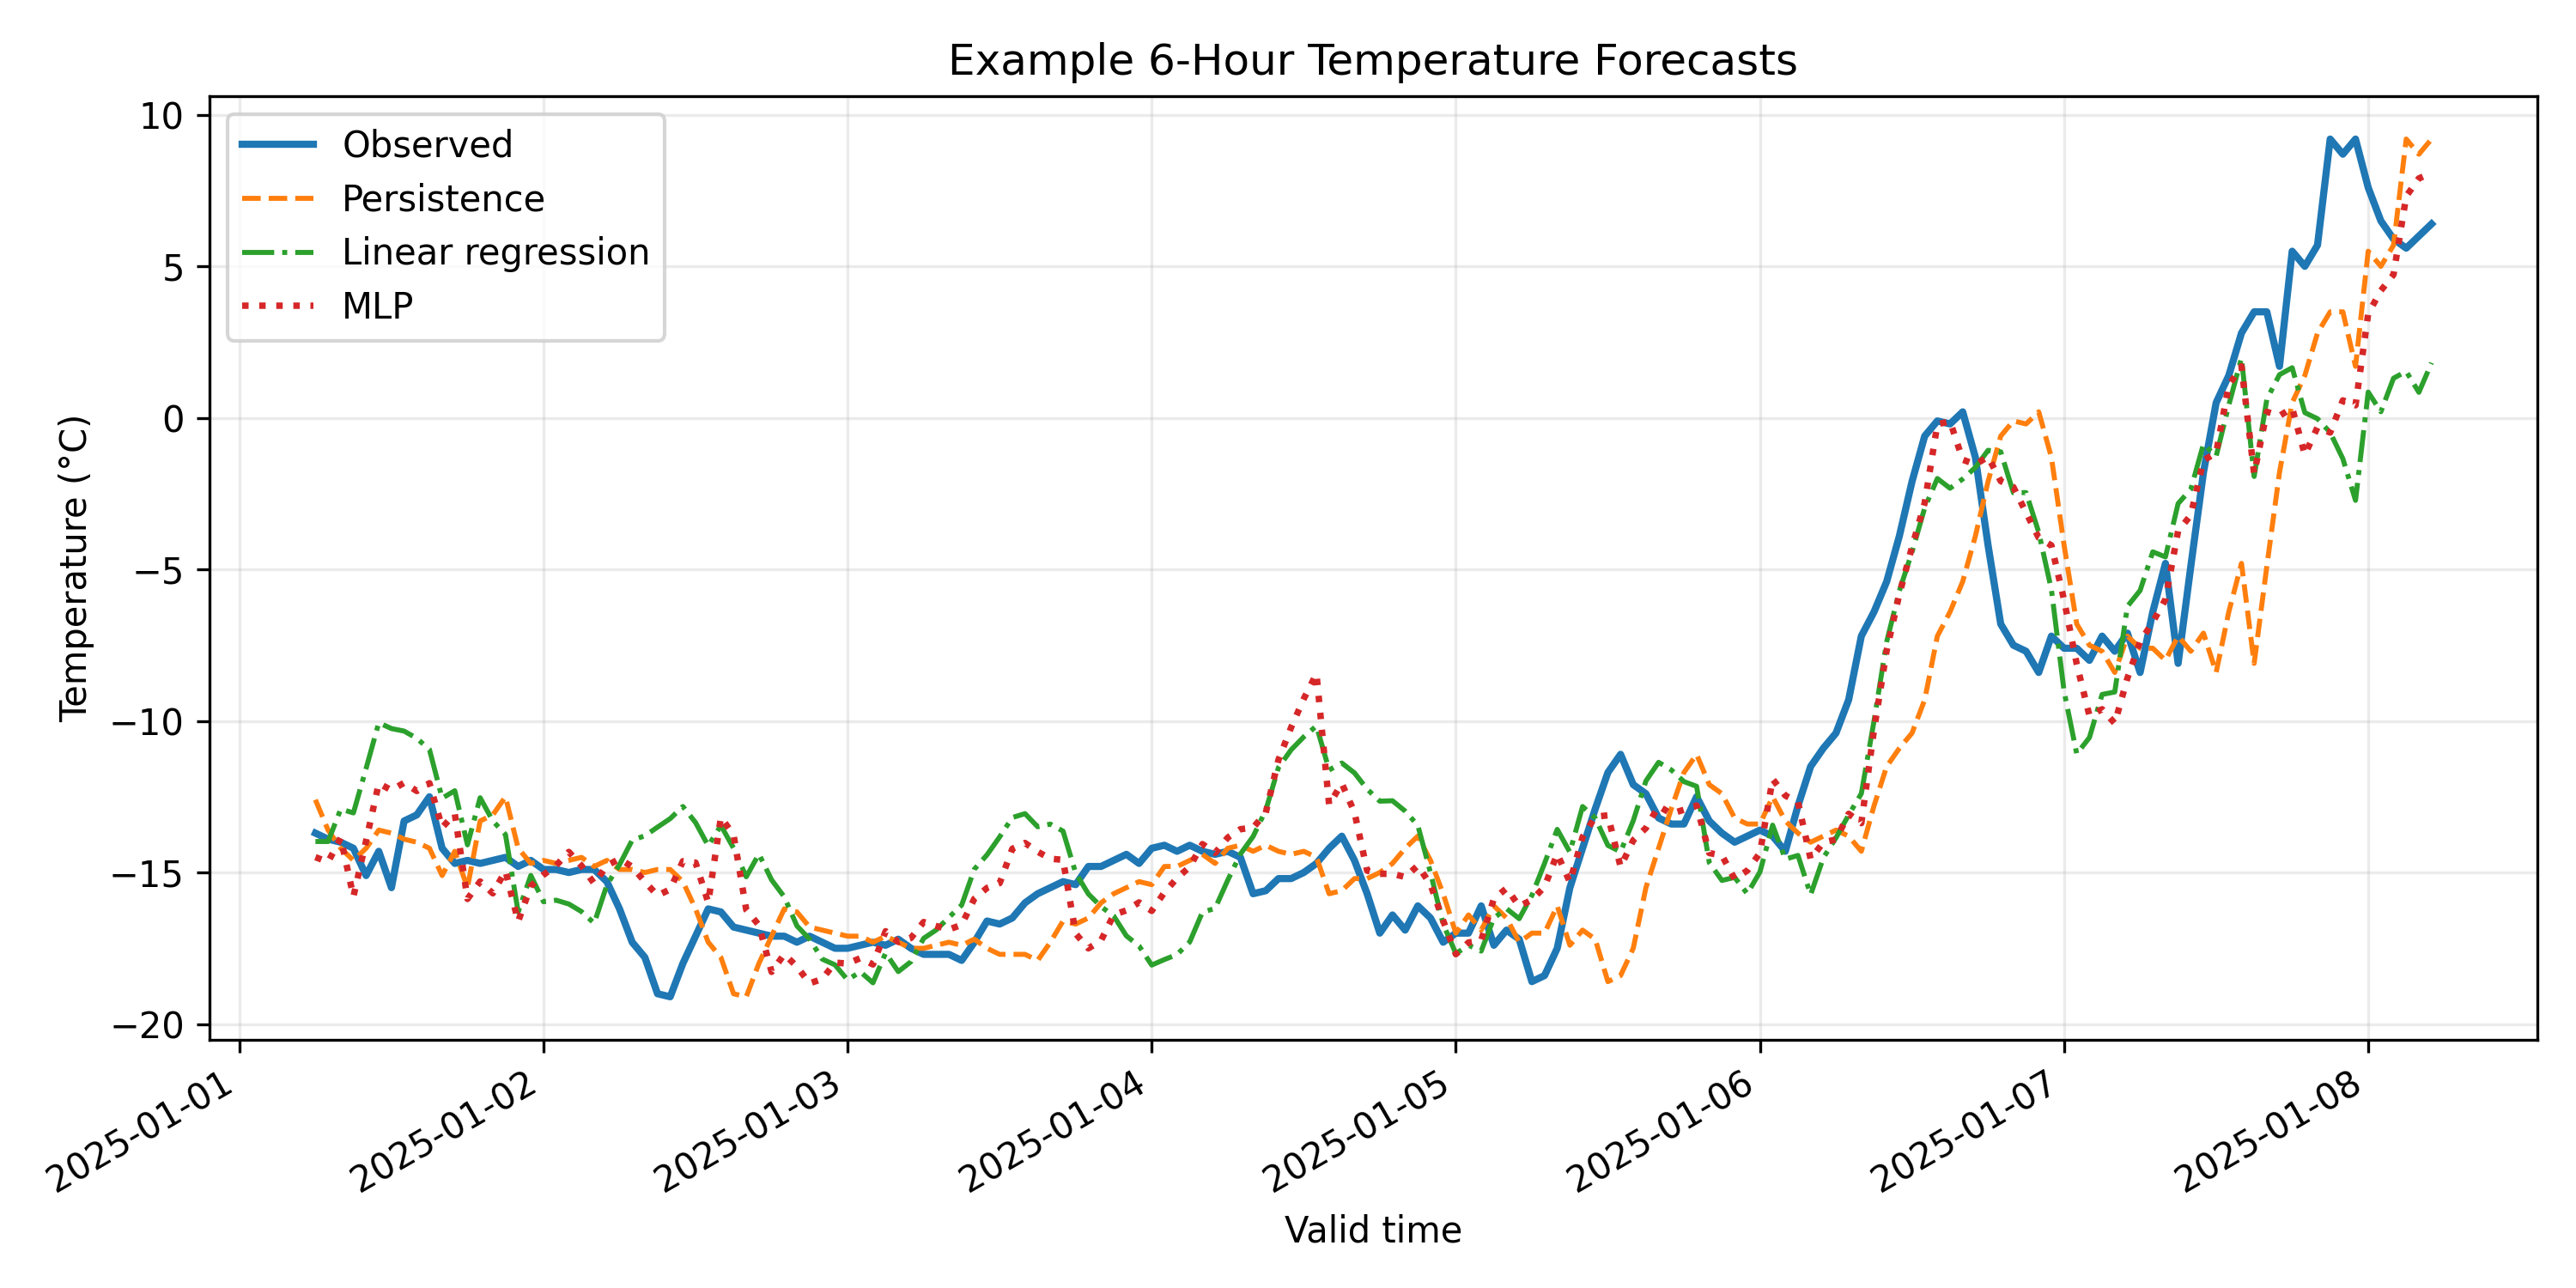 Example 6-Hour Temperature Forecasts
Observed
Persistence
Linear regression
MLP
Temperature (°C)
10
5
0
−5
−10
−15
−20
2025-01-01
2025-01-02
2025-01-03
2025-01-04
2025-01-05
2025-01-06
2025-01-07
2025-01-08
Valid time